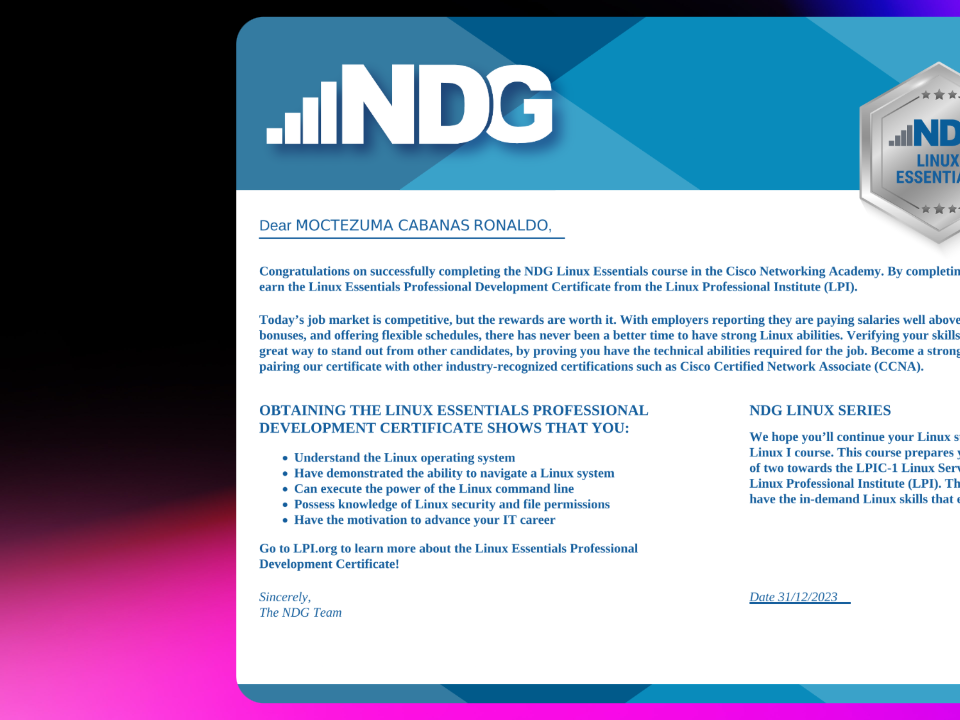 NDG
NDG
LINUX
ESSENTIA
Dear MOCTEZUMA CABANAS RONALDO,
Congratulations on successfully completing the NDG Linux Essentials course in the Cisco Networking Academy. By completin
earn the Linux Essentials Professional Development Certificate from the Linux Professional Institute (LPI).
Today’s job market is competitive, but the rewards are worth it. With employers reporting they are paying salaries well above
bonuses, and offering flexible schedules, there has never been a better time to have strong Linux abilities. Verifying your skills
great way to stand out from other candidates, by proving you have the technical abilities required for the job. Become a strong
pairing our certificate with other industry-recognized certifications such as Cisco Certified Network Associate (CCNA).
OBTAINING THE LINUX ESSENTIALS PROFESSIONAL
DEVELOPMENT CERTIFICATE SHOWS THAT YOU:
• Understand the Linux operating system
• Have demonstrated the ability to navigate a Linux system
• Can execute the power of the Linux command line
• Possess knowledge of Linux security and file permissions
• Have the motivation to advance your IT career
Go to LPI.org to learn more about the Linux Essentials Professional
Development Certificate!
Sincerely,
The NDG Team
NDG LINUX SERIES
We hope you’ll continue your Linux s
Linux I course. This course prepares
of two towards the LPIC-1 Linux Serv
Linux Professional Institute (LPI). Th
have the in-demand Linux skills that
Date 31/12/2023